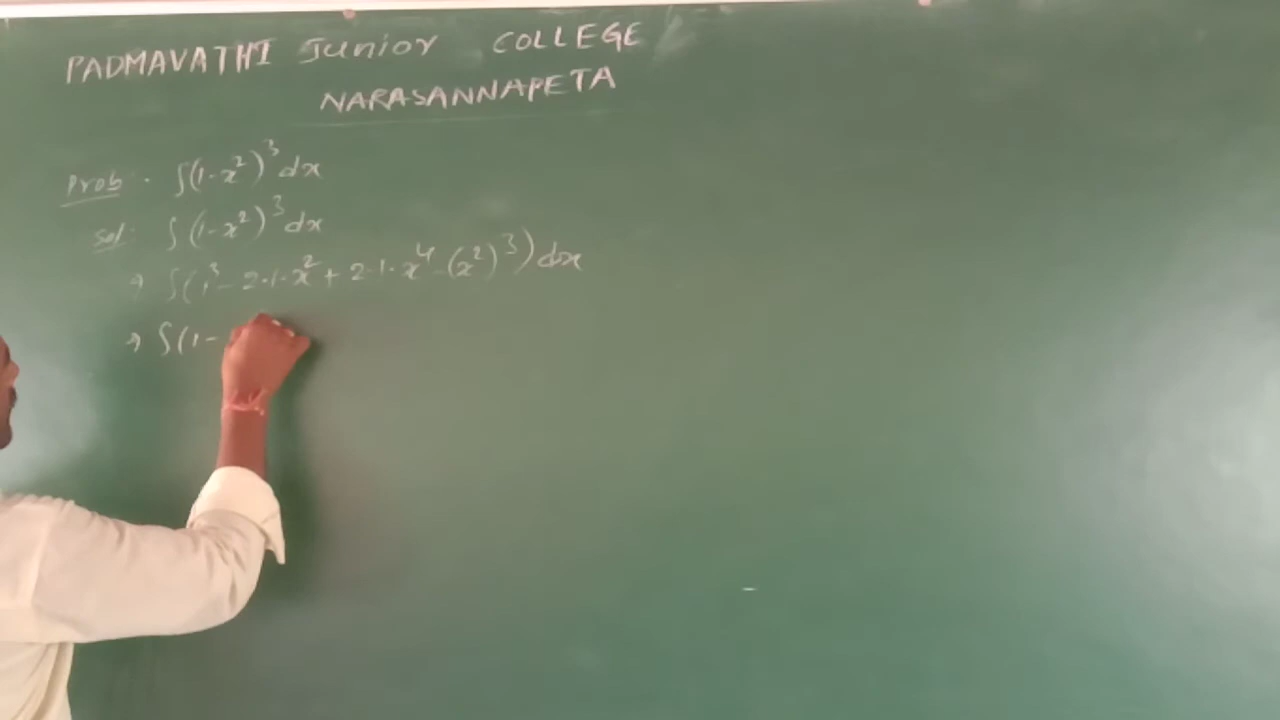 PADMAVATHI Junior COLLEGE
NARASANNAPETA
Prob:- ∫(1-x²)³dx
Sol: ∫(1-x²)³dx
⇒ ∫(1³-2·1·x²+2·1·x⁴-(x²)³)dx
⇒ ∫(1-